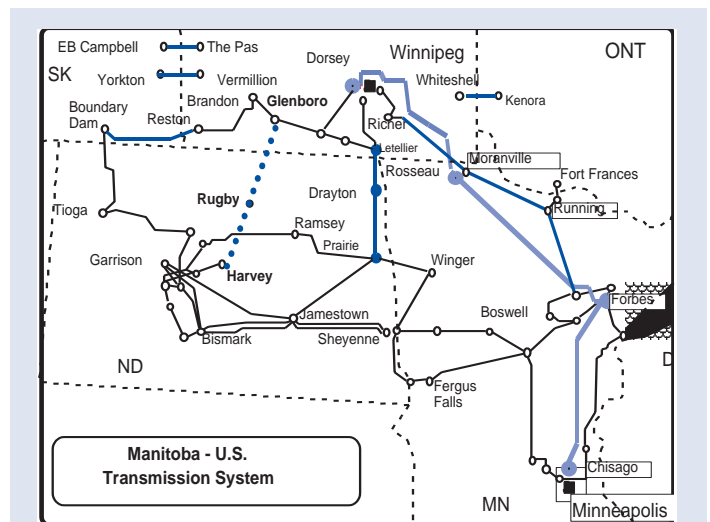 EB Campbell
The Pas
Dorsey
Winnipeg
ONT
SK
Yorkton
Vermillion
Whiteshell
Kenora
Boundary
Dam
Brandon
Glenboro
Reston
Richer
Letellier
Moranville
Rosseau
Fort Frances
Rugby
Drayton
Running
Tioga
Ramsey
Prairie
Garrison
Harvey
Winger
Forbes
Jamestown
Boswell
Bismark
Sheyenne
ND
D
Fergus
Falls
Manitoba - U.S.
Transmission System
Chisago
MN
Minneapolis